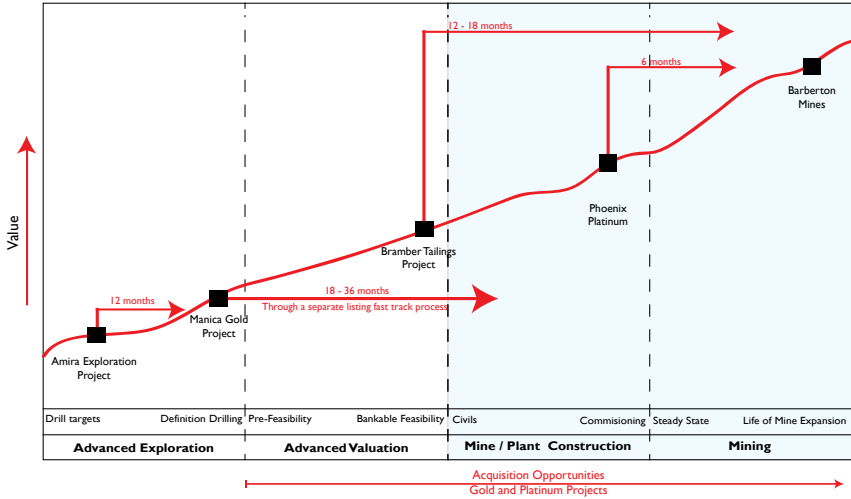 12 - 18 months
6 months
Barberton
Mines
Value
Phoenix
Platinum
Bramber Tailings
Project
18 - 36 months
Through a separate listing fast track process
12 months
Manica Gold
Project
Amira Exploration
Project
Drill targets
Definition Drilling
Pre-Feasibility
Bankable Feasibility
Civils
Commisioning
Steady State
Life of Mine Expansion
Advanced Exploration
Advanced Valuation
Mine / Plant Construction
Mining
Acquisition Opportunities
Gold and Platinum Projects